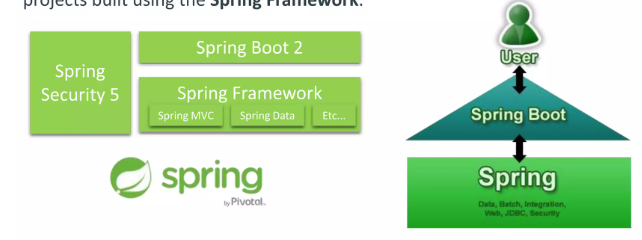 projects built using the Spring Framework.
Spring Boot 2
Spring
Security 5
Spring Framework
Spring MVC
Spring Data
Etc...
spring
by Pivotal.
User
Spring Boot
Spring
Data, Batch, Integration,
Web, JDBC, Security